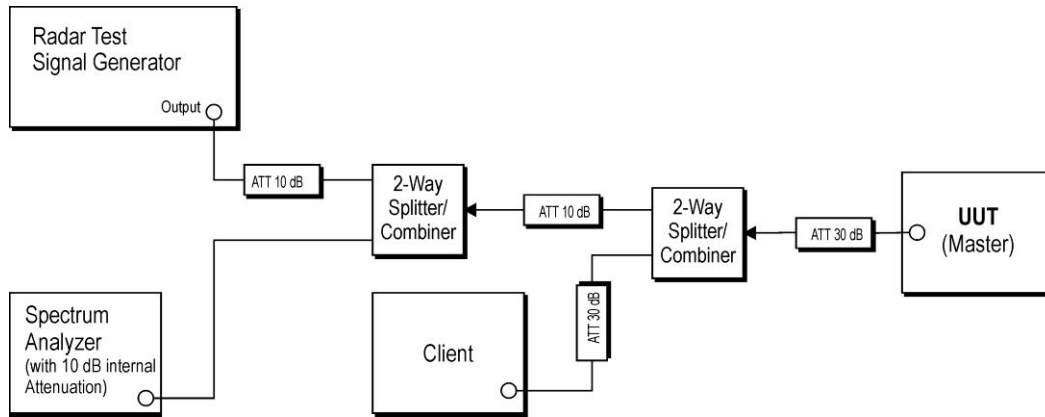 Radar Test
Signal Generator
Output
ATT 10 dB
2-Way
Splitter/
Combiner
ATT 10 dB
2-Way
Splitter/
Combiner
ATT 30 dB
UUT
(Master)
Spectrum
Analyzer
(with 10 dB internal
Attenuation)
Client
ATT 30 dB